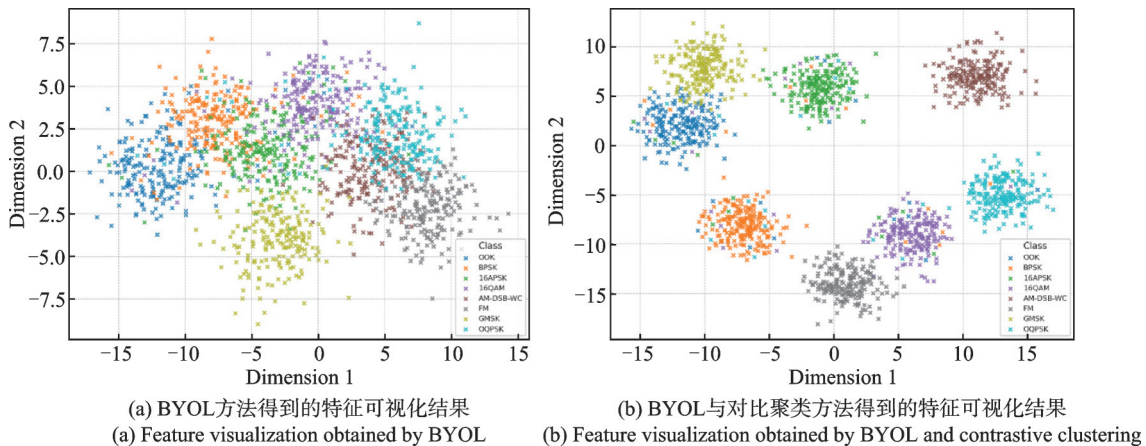 7.5
5.0
2.5
0.0
−2.5
−5.0
−7.5
Dimension 2
−15
−10
−5
0
5
10
15
Dimension 1
Class
OOK
BPSK
16APSK
16QAM
AM-DSB-WC
FM
GMSK
OQPSK
(a) BYOL方法得到的特征可视化结果
(a) Feature visualization obtained by BYOL
10
5
0
−5
−10
−15
Dimension 2
−15
−10
−5
0
5
10
15
Dimension 1
Class
OOK
BPSK
16APSK
16QAM
AM-DSB-WC
FM
GMSK
OQPSK
(b) BYOL与对比聚类方法得到的特征可视化结果
(b) Feature visualization obtained by BYOL and contrastive clustering